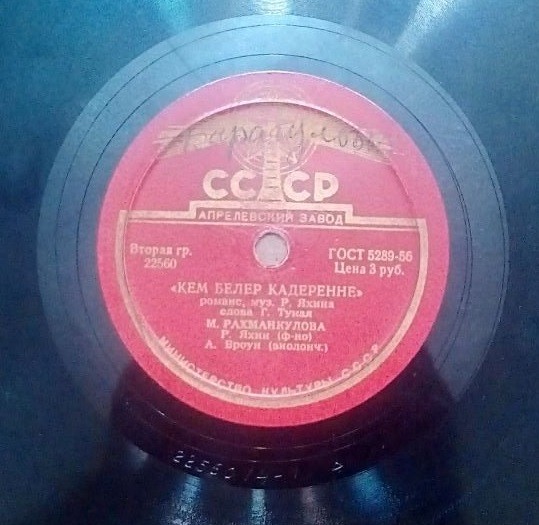 СССР
АПРЕЛЕВСКИЙ ЗАВОД
Вторая гр.
22560
ГОСТ 5289-56
Цена 3 руб.
«КЕМ БЕЛЕР КАДЕРЕННЕ»
романс, муз. Р. Яхина
слова Г. Тукая
М. РАХМАНКУЛОВА
Р. Яхин (ф-но)
А. Броун (виолонч.)
МИНИСТЕРСТВО КУЛЬТУРЫ СССР